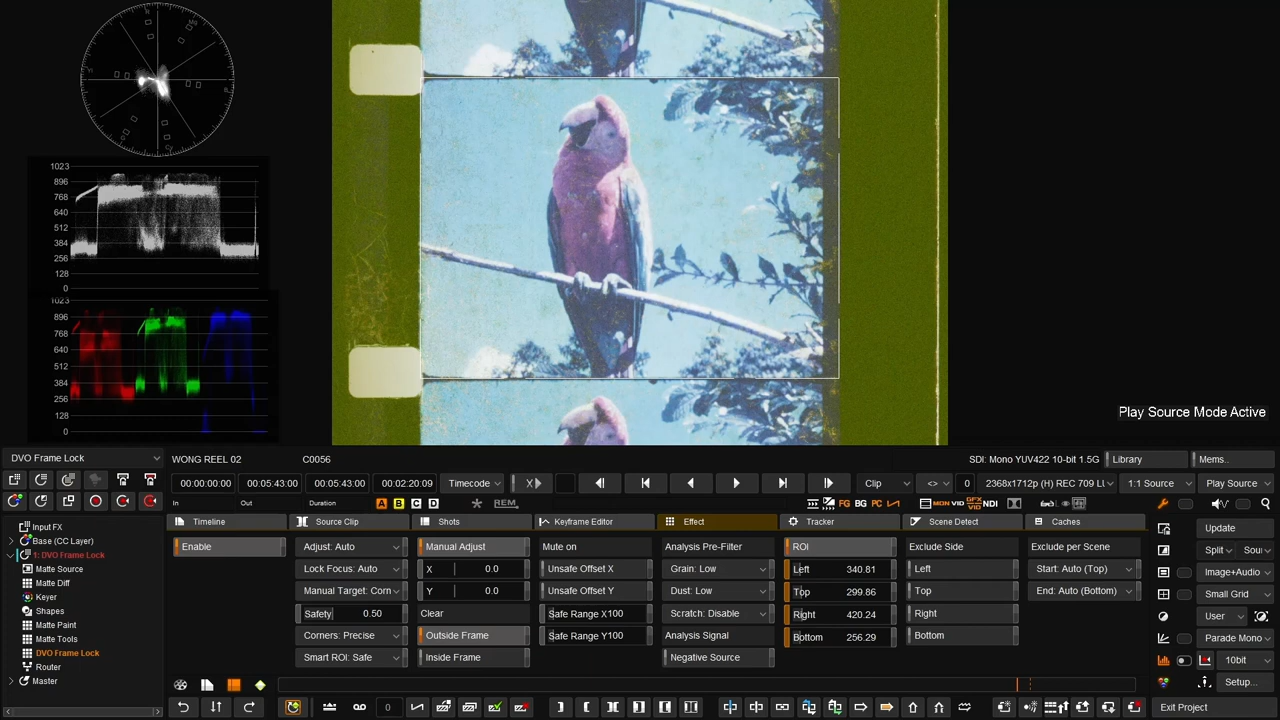 1023
896
768
640
512
384
256
128
0
1023
896
768
640
512
384
256
128
0
Play Source Mode Active
DVO Frame Lock
WONG REEL 02
C0056
SDI: Mono YUV422 10-bit 1.5G
Library
Mems..
00:00:00:00
00:05:43:00
00:05:43:00
00:02:20:09
Timecode
X
Clip
<>
0
2368x1712p (H) REC 709 L
1:1 Source
Play Source
In
Out
Duration
A B C D
REM
FG BG PC
MON VID GFX VID NDI
Input FX
Base (CC Layer)
1: DVO Frame Lock
Matte Source
Matte Diff
Keyer
Shapes
Matte Paint
Matte Tools
DVO Frame Lock
Router
Master
Timeline
Enable
Source Clip
Adjust: Auto
Lock Focus: Auto
Manual Target: Corn
Safety 0.50
Corners: Precise
Smart ROI: Safe
Shots
Manual Adjust
X 0.0
Y 0.0
Clear
Outside Frame
Inside Frame
Keyframe Editor
Mute on
Unsafe Offset X
Unsafe Offset Y
Safe Range X100
Safe Range Y100
Effect
Analysis Pre-Filter
Grain: Low
Dust: Low
Scratch: Disable
Analysis Signal
Negative Source
Tracker
ROI
Left 340.81
Top 299.86
Right 420.24
Bottom 256.29
Scene Detect
Exclude Side
Left
Top
Right
Bottom
Caches
Exclude per Scene
Start: Auto (Top)
End: Auto (Bottom)
Update
Split
Sou
Image+Audio
Small Grid
User
Parade Mono
10bit
Setup...
0
Exit Project